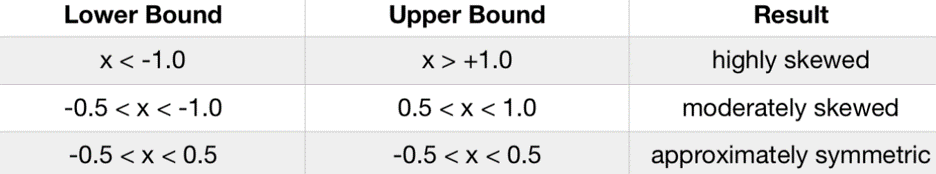 Lower Bound Upper Bound Result
x < -1.0 x > +1.0 highly skewed
-0.5 < x < -1.0 0.5 < x < 1.0 moderately skewed
-0.5 < x < 0.5 -0.5 < x < 0.5 approximately symmetric